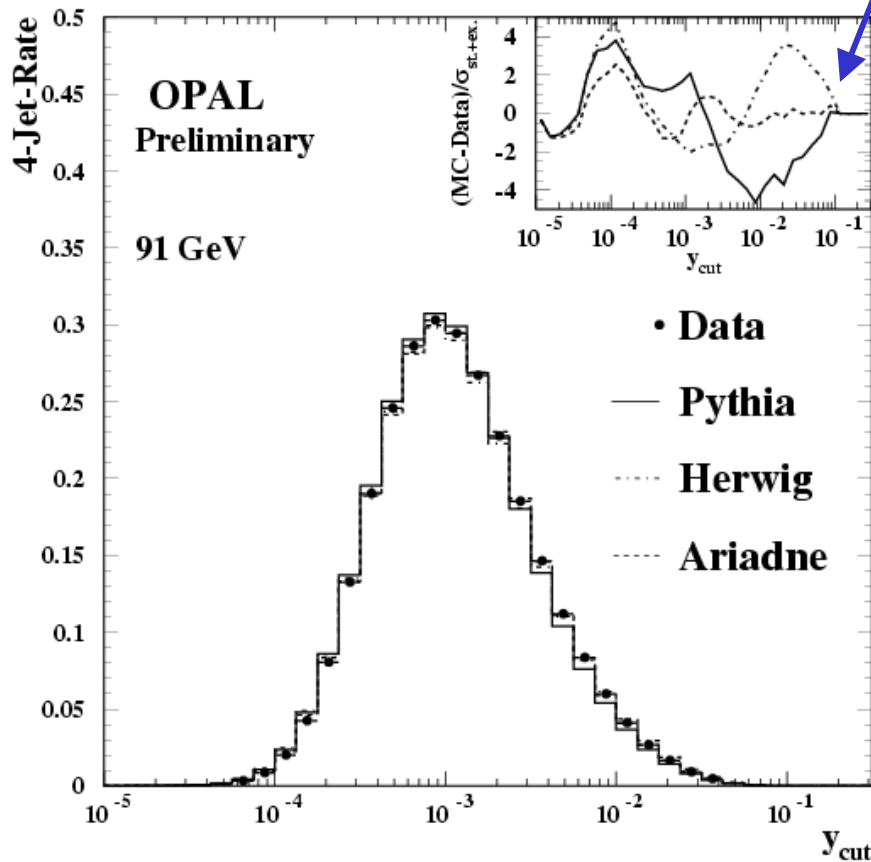 4-Jet-Rate
0.5
0.45
0.4
0.35
0.3
0.25
0.2
0.15
0.1
0.05
0
OPAL
Preliminary
91 GeV
(MC-Data)/σst.+ex.
4
2
0
-2
-4
10^-5 10^-4 10^-3 10^-2 10^-1
ycut
Data
Pythia
Herwig
Ariadne
10^-5 10^-4 10^-3 10^-2 10^-1
ycut